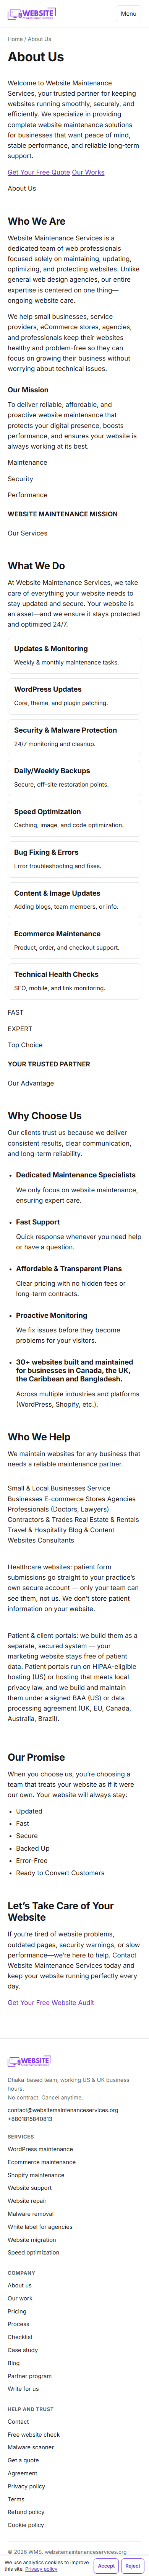 WEBSITE
Menu
Home / About Us
About Us
Welcome to Website Maintenance
Services, your trusted partner for keeping
websites running smoothly, securely, and
efficiently. We specialize in providing
complete website maintenance solutions
for businesses that want peace of mind,
stable performance, and reliable long-term
support.
Get Your Free Quote Our Works
About Us
Who We Are
Website Maintenance Services is a
dedicated team of web professionals
focused solely on maintaining, updating,
optimizing, and protecting websites. Unlike
general web design agencies, our entire
expertise is centered on one thing—
ongoing website care.
We help small businesses, service
providers, eCommerce stores, agencies,
and professionals keep their websites
healthy and problem-free so they can
focus on growing their business without
worrying about technical issues.
Our Mission
To deliver reliable, affordable, and
proactive website maintenance that
protects your digital presence, boosts
performance, and ensures your website is
always working at its best.
Maintenance
Security
Performance
WEBSITE MAINTENANCE MISSION
Our Services
What We Do
At Website Maintenance Services, we take
care of everything your website needs to
stay updated and secure. Your website is
your asset—and we ensure it stays protected
and optimized 24/7.
Updates & Monitoring
Weekly & monthly maintenance tasks.
WordPress Updates
Core, theme, and plugin patching.
Security & Malware Protection
24/7 monitoring and cleanup.
Daily/Weekly Backups
Secure, off-site restoration points.
Speed Optimization
Caching, image, and code optimization.
Bug Fixing & Errors
Error troubleshooting and fixes.
Content & Image Updates
Adding blogs, team members, or info.
Ecommerce Maintenance
Product, order, and checkout support.
Technical Health Checks
SEO, mobile, and link monitoring.
FAST
EXPERT
Top Choice
YOUR TRUSTED PARTNER
Our Advantage
Why Choose Us
Our clients trust us because we deliver
consistent results, clear communication,
and long-term reliability.
• Dedicated Maintenance Specialists
We only focus on website maintenance,
ensuring expert care.
• Fast Support
Quick response whenever you need help
or have a question.
• Affordable & Transparent Plans
Clear pricing with no hidden fees or
long-term contracts.
• Proactive Monitoring
We fix issues before they become
problems for your visitors.
• 30+ websites built and maintained
for businesses in Canada, the UK,
the Caribbean and Bangladesh.
Across multiple industries and platforms
(WordPress, Shopify, etc.).
Who We Help
We maintain websites for any business that
needs a reliable maintenance partner.
Small & Local Businesses Service
Businesses E-commerce Stores Agencies
Professionals (Doctors, Lawyers)
Contractors & Trades Real Estate & Rentals
Travel & Hospitality Blog & Content
Websites Consultants
Healthcare websites: patient form
submissions go straight to your practice’s
own secure account — only your team can
see them, not us. We don’t store patient
information on your website.
Patient & client portals: we build them as a
separate, secured system — your
marketing website stays free of patient
data. Patient portals run on HIPAA-eligible
hosting (US) or hosting that meets local
privacy law, and we build and maintain
them under a signed BAA (US) or data
processing agreement (UK, EU, Canada,
Australia, Brazil).
Our Promise
When you choose us, you’re choosing a
team that treats your website as if it were
our own. Your website will always stay:
• Updated
• Fast
• Secure
• Backed Up
• Error-Free
• Ready to Convert Customers
Let’s Take Care of Your
Website
If you’re tired of website problems,
outdated pages, security warnings, or slow
performance—we’re here to help. Contact
Website Maintenance Services today and
keep your website running perfectly every
day.
Get Your Free Website Audit
WEBSITE
Dhaka-based team, working US & UK business
hours.
No contract. Cancel anytime.
contact@websitemaintenanceservices.org
+8801815840813
SERVICES
WordPress maintenance
Ecommerce maintenance
Shopify maintenance
Website support
Website repair
Malware removal
White label for agencies
Website migration
Speed optimization
COMPANY
About us
Our work
Pricing
Process
Checklist
Case study
Blog
Partner program
Write for us
HELP AND TRUST
Contact
Free website check
Malware scanner
Get a quote
Agreement
Privacy policy
Terms
Refund policy
Cookie policy
© 2026 WMS. websitemaintenanceservices.org ·
We use analytics cookies to improve
this site. Privacy policy
Accept
Reject